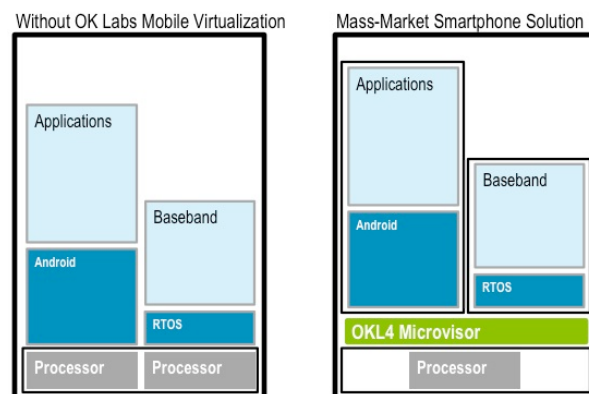 Without OK Labs Mobile Virtualization
Applications
Baseband
Android
RTOS
Processor
Processor
Mass-Market Smartphone Solution
Applications
Baseband
Android
RTOS
OKL4 Microvisor
Processor